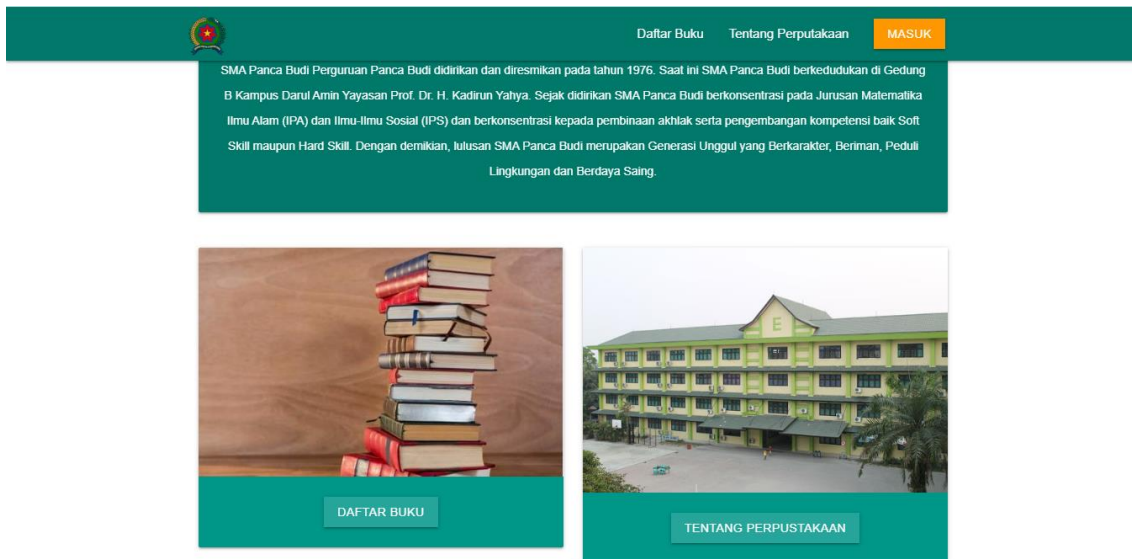 Daftar Buku Tentang Perputakaan MASUK
SMA Panca Budi Perguruan Panca Budi didirikan dan diresmikan pada tahun 1976. Saat ini SMA Panca Budi berkedudukan di Gedung
B Kampus Darul Amin Yayasan Prof. Dr. H. Kadirun Yahya. Sejak didirikan SMA Panca Budi berkonsentrasi pada Jurusan Matematika
Ilmu Alam (IPA) dan Ilmu-Ilmu Sosial (IPS) dan berkonsentrasi kepada pembinaan akhlak serta pengembangan kompetensi baik Soft
Skill maupun Hard Skill. Dengan demikian, lulusan SMA Panca Budi merupakan Generasi Unggul yang Berkarakter, Beriman, Peduli
Lingkungan dan Berdaya Saing.
E
DAFTAR BUKU
TENTANG PERPUSTAKAAN